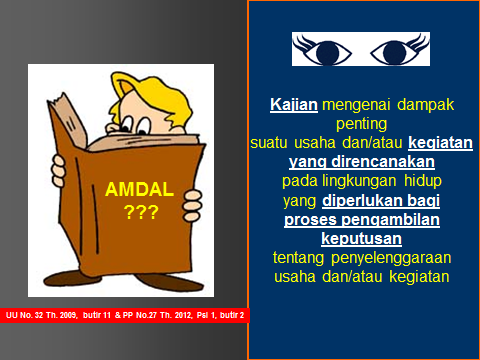 AMDAL
???
UU No. 32 Th. 2009, butir 11 & PP No.27 Th. 2012, Psl 1, butir 2
Kajian mengenai dampak
penting
suatu usaha dan/atau kegiatan
yang direncanakan
pada lingkungan hidup
yang diperlukan bagi
proses pengambilan
keputusan
tentang penyelenggaraan
usaha dan/atau kegiatan